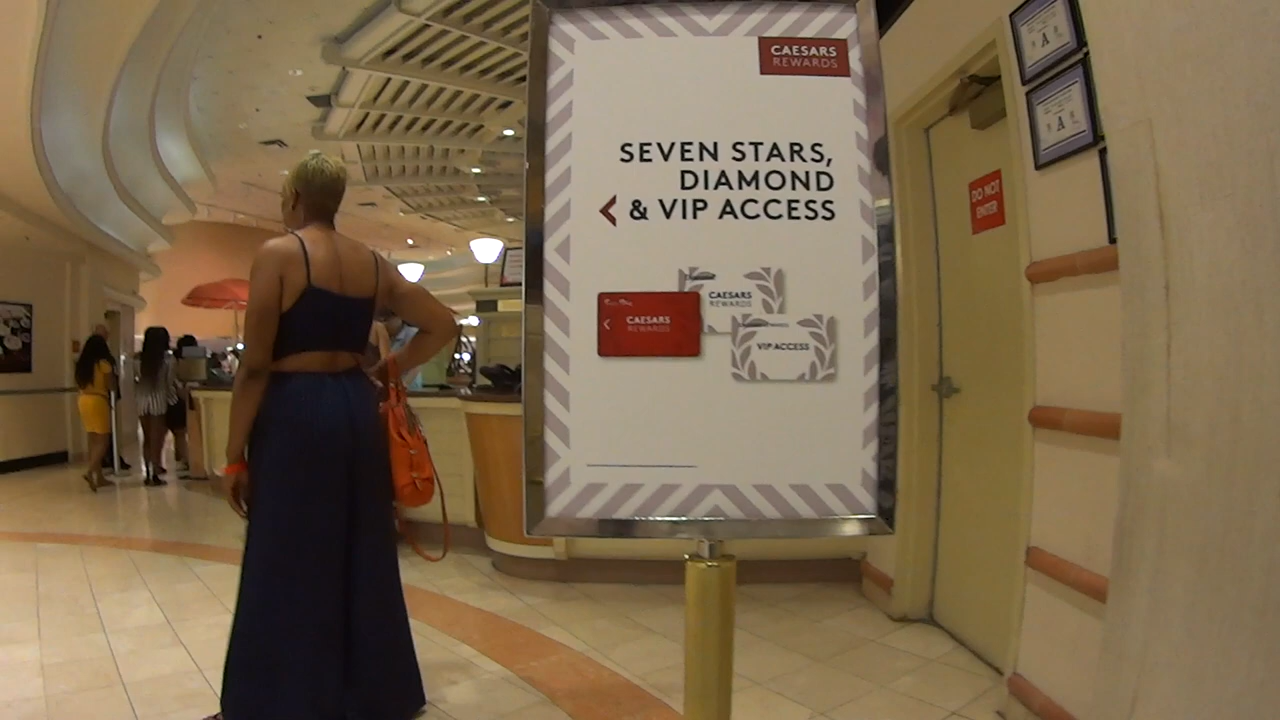 CAESARS
REWARDS
SEVEN STARS,
DIAMOND
& VIP ACCESS
CAESARS
REWARDS
CAESARS
REWARDS
VIP ACCESS
DO NOT
ENTER
A
A